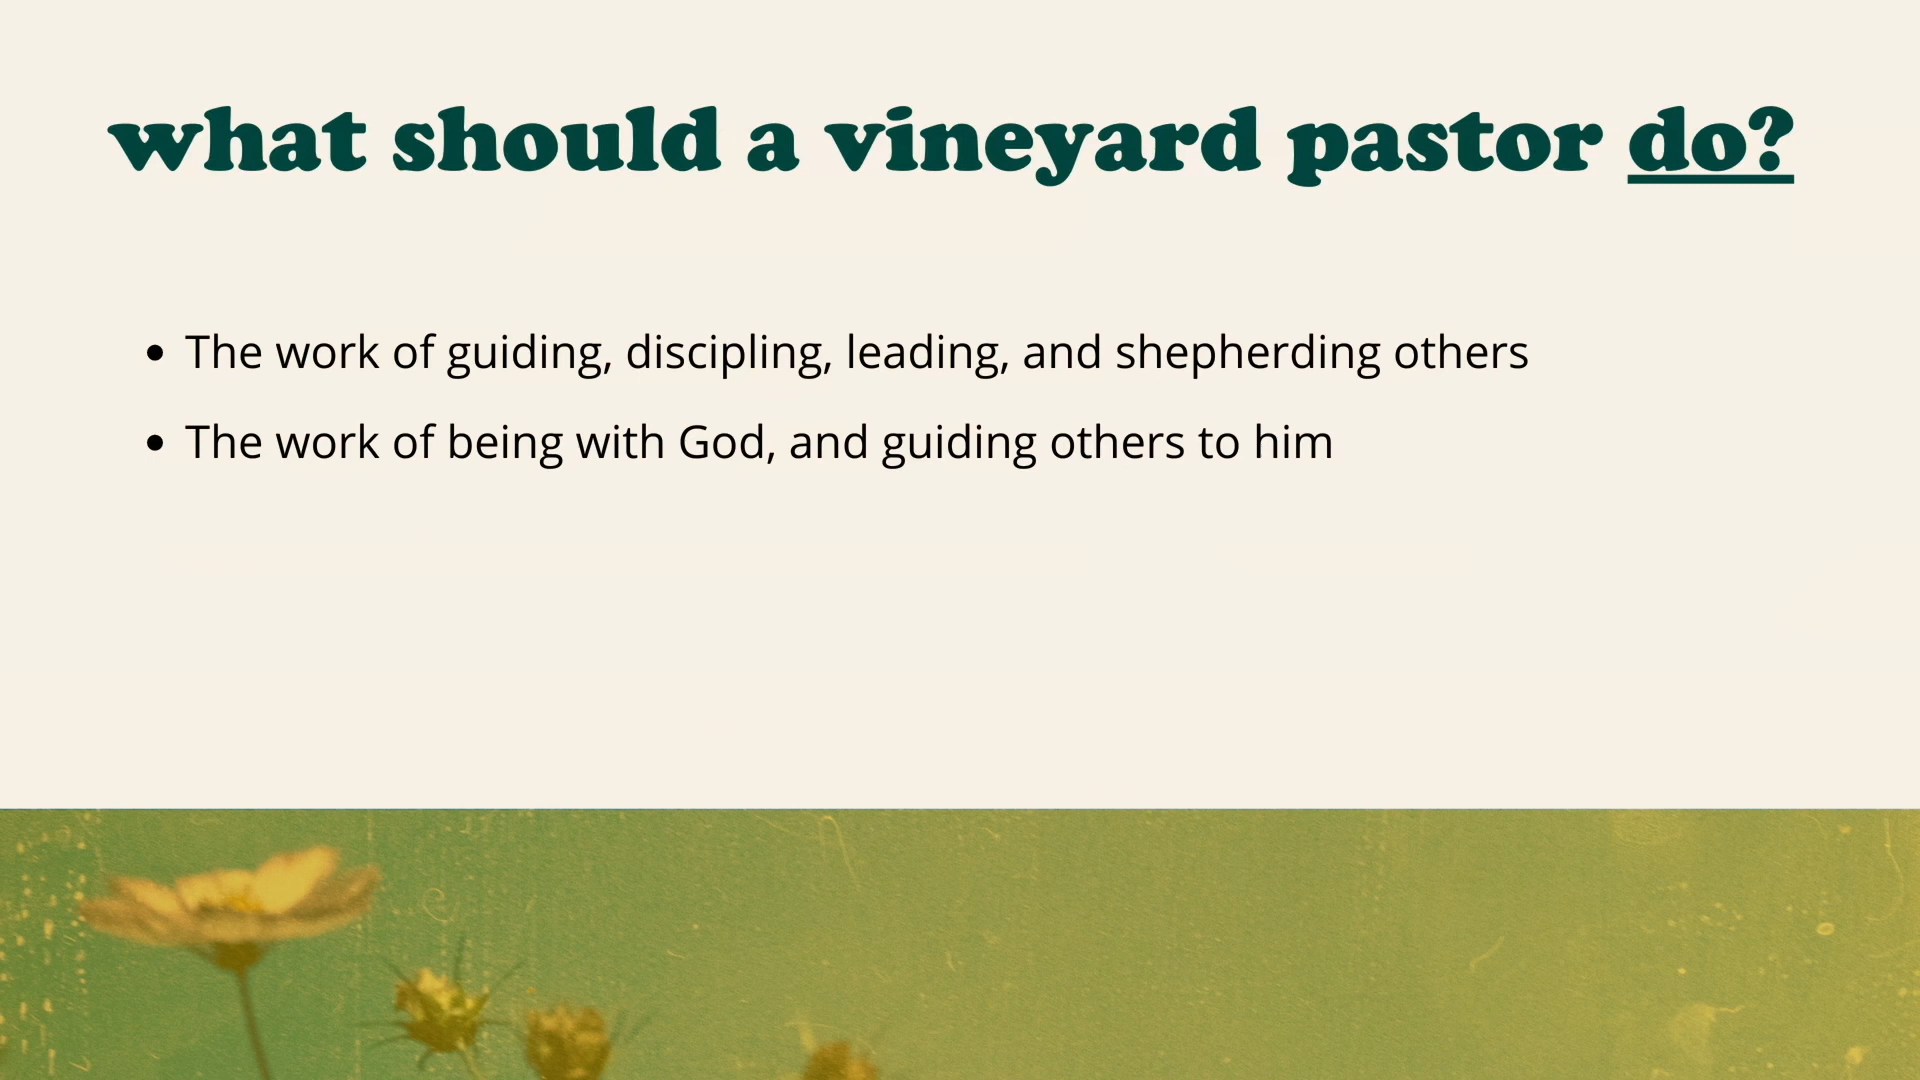 what should a vineyard pastor do?
• The work of guiding, discipling, leading, and shepherding others
• The work of being with God, and guiding others to him